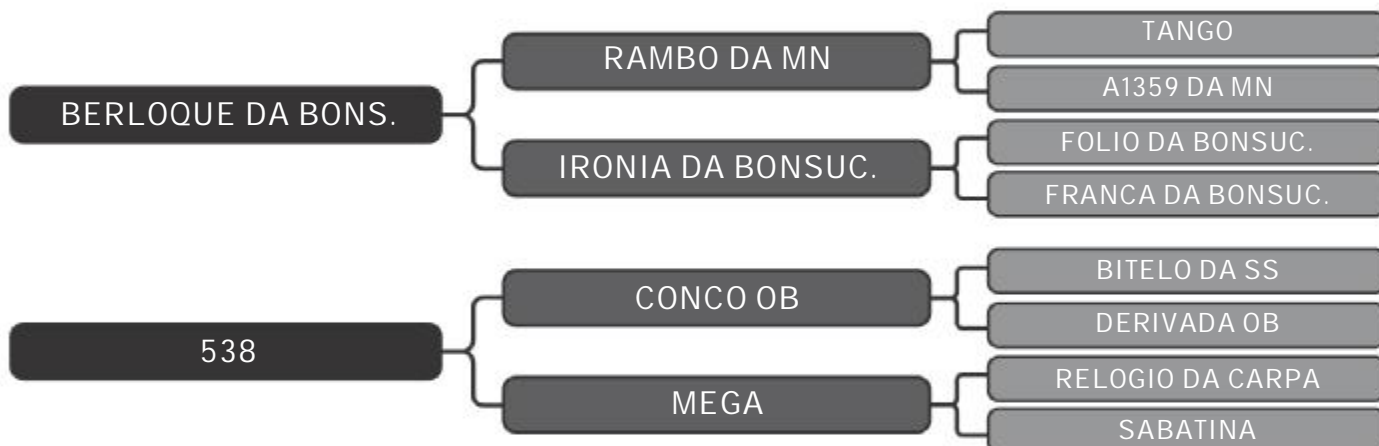 BERLOQUE DA BONS.
RAMBO DA MN
TANGO
A1359 DA MN
IRONIA DA BONSUC.
FOLIO DA BONSUC.
FRANCA DA BONSUC.
538
CONCO OB
BITELO DA SS
DERIVADA OB
MEGA
RELOGIO DA CARPA
SABATINA